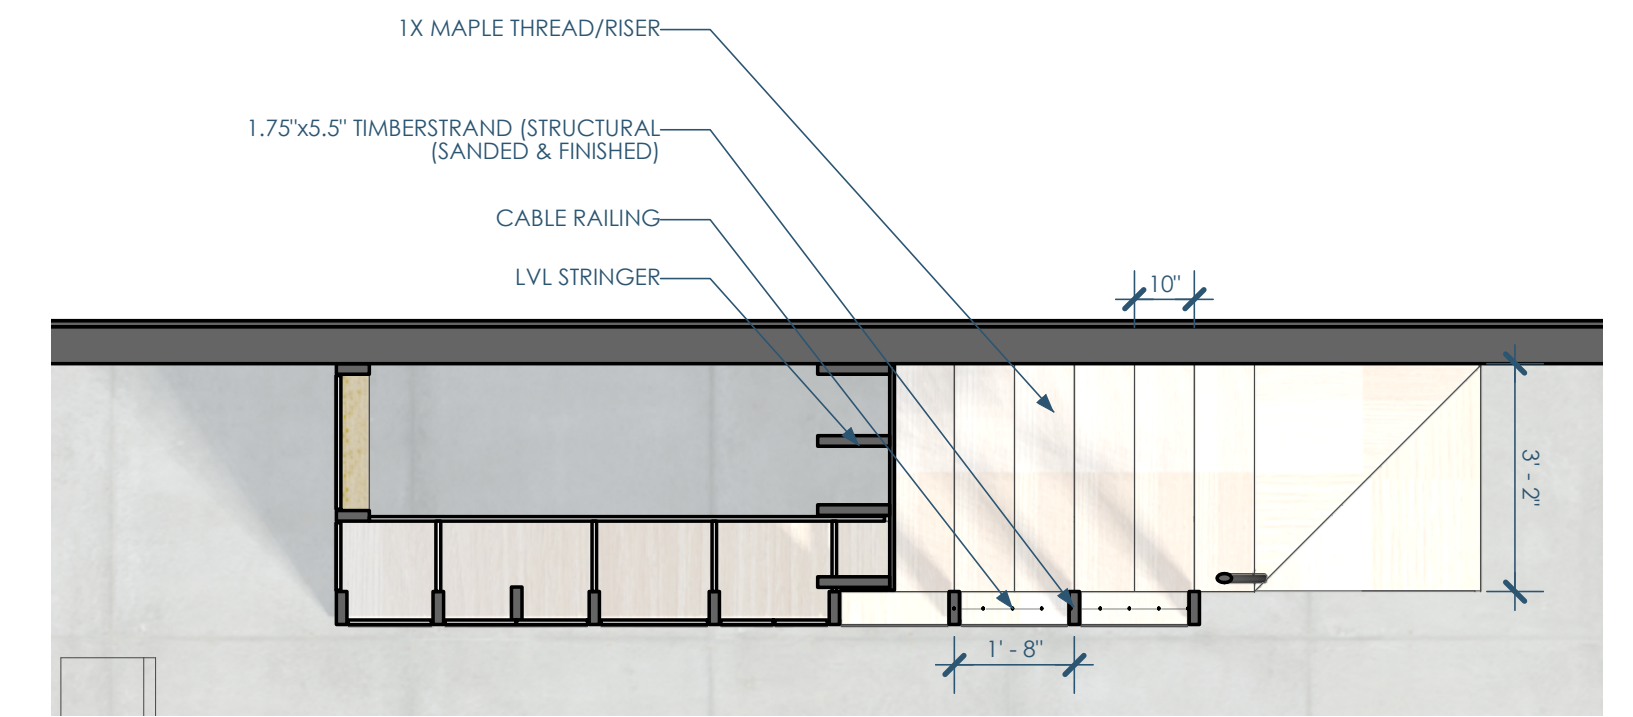 1X MAPLE THREAD/RISER
1.75"x5.5" TIMBERSTRAND (STRUCTURAL
(SANDED & FINISHED)
CABLE RAILING
LVL STRINGER
10"
3' - 2"
1' - 8"